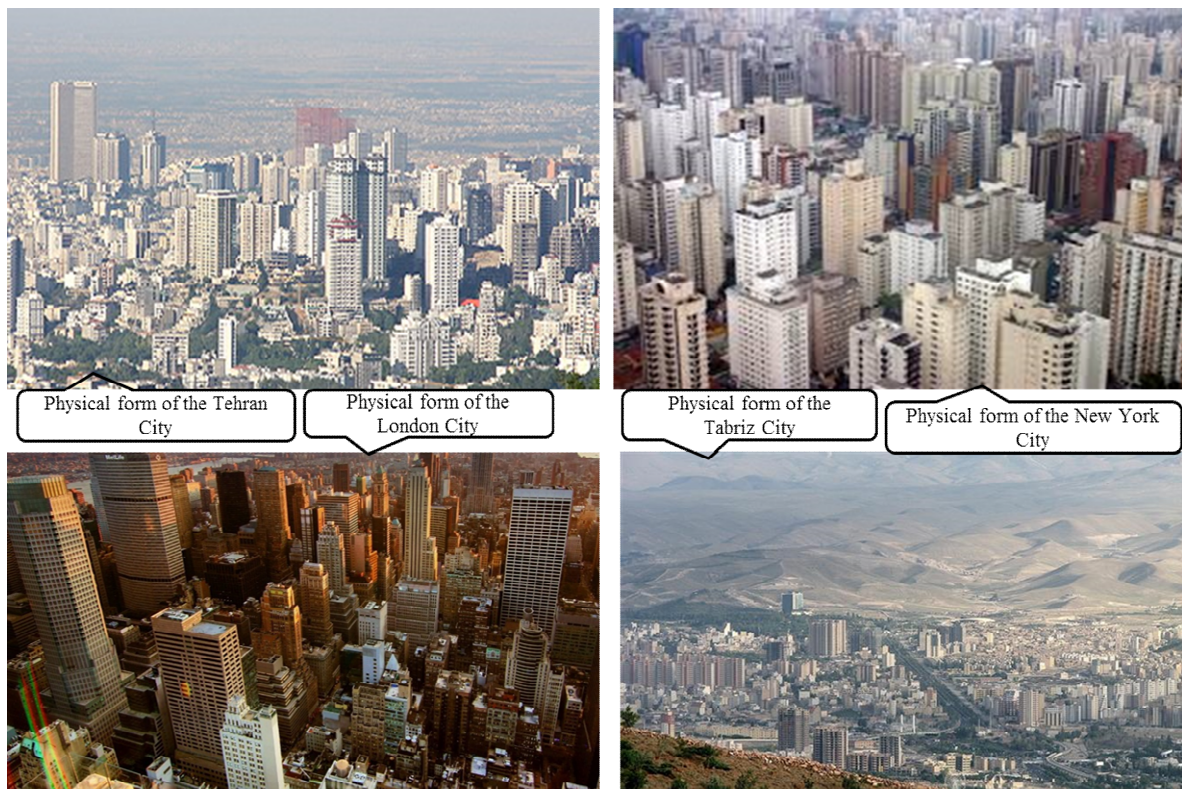 Physical form of the Tehran
City
Physical form of the
London City
Physical form of the
Tabriz City
Physical form of the New York
City
MetLife